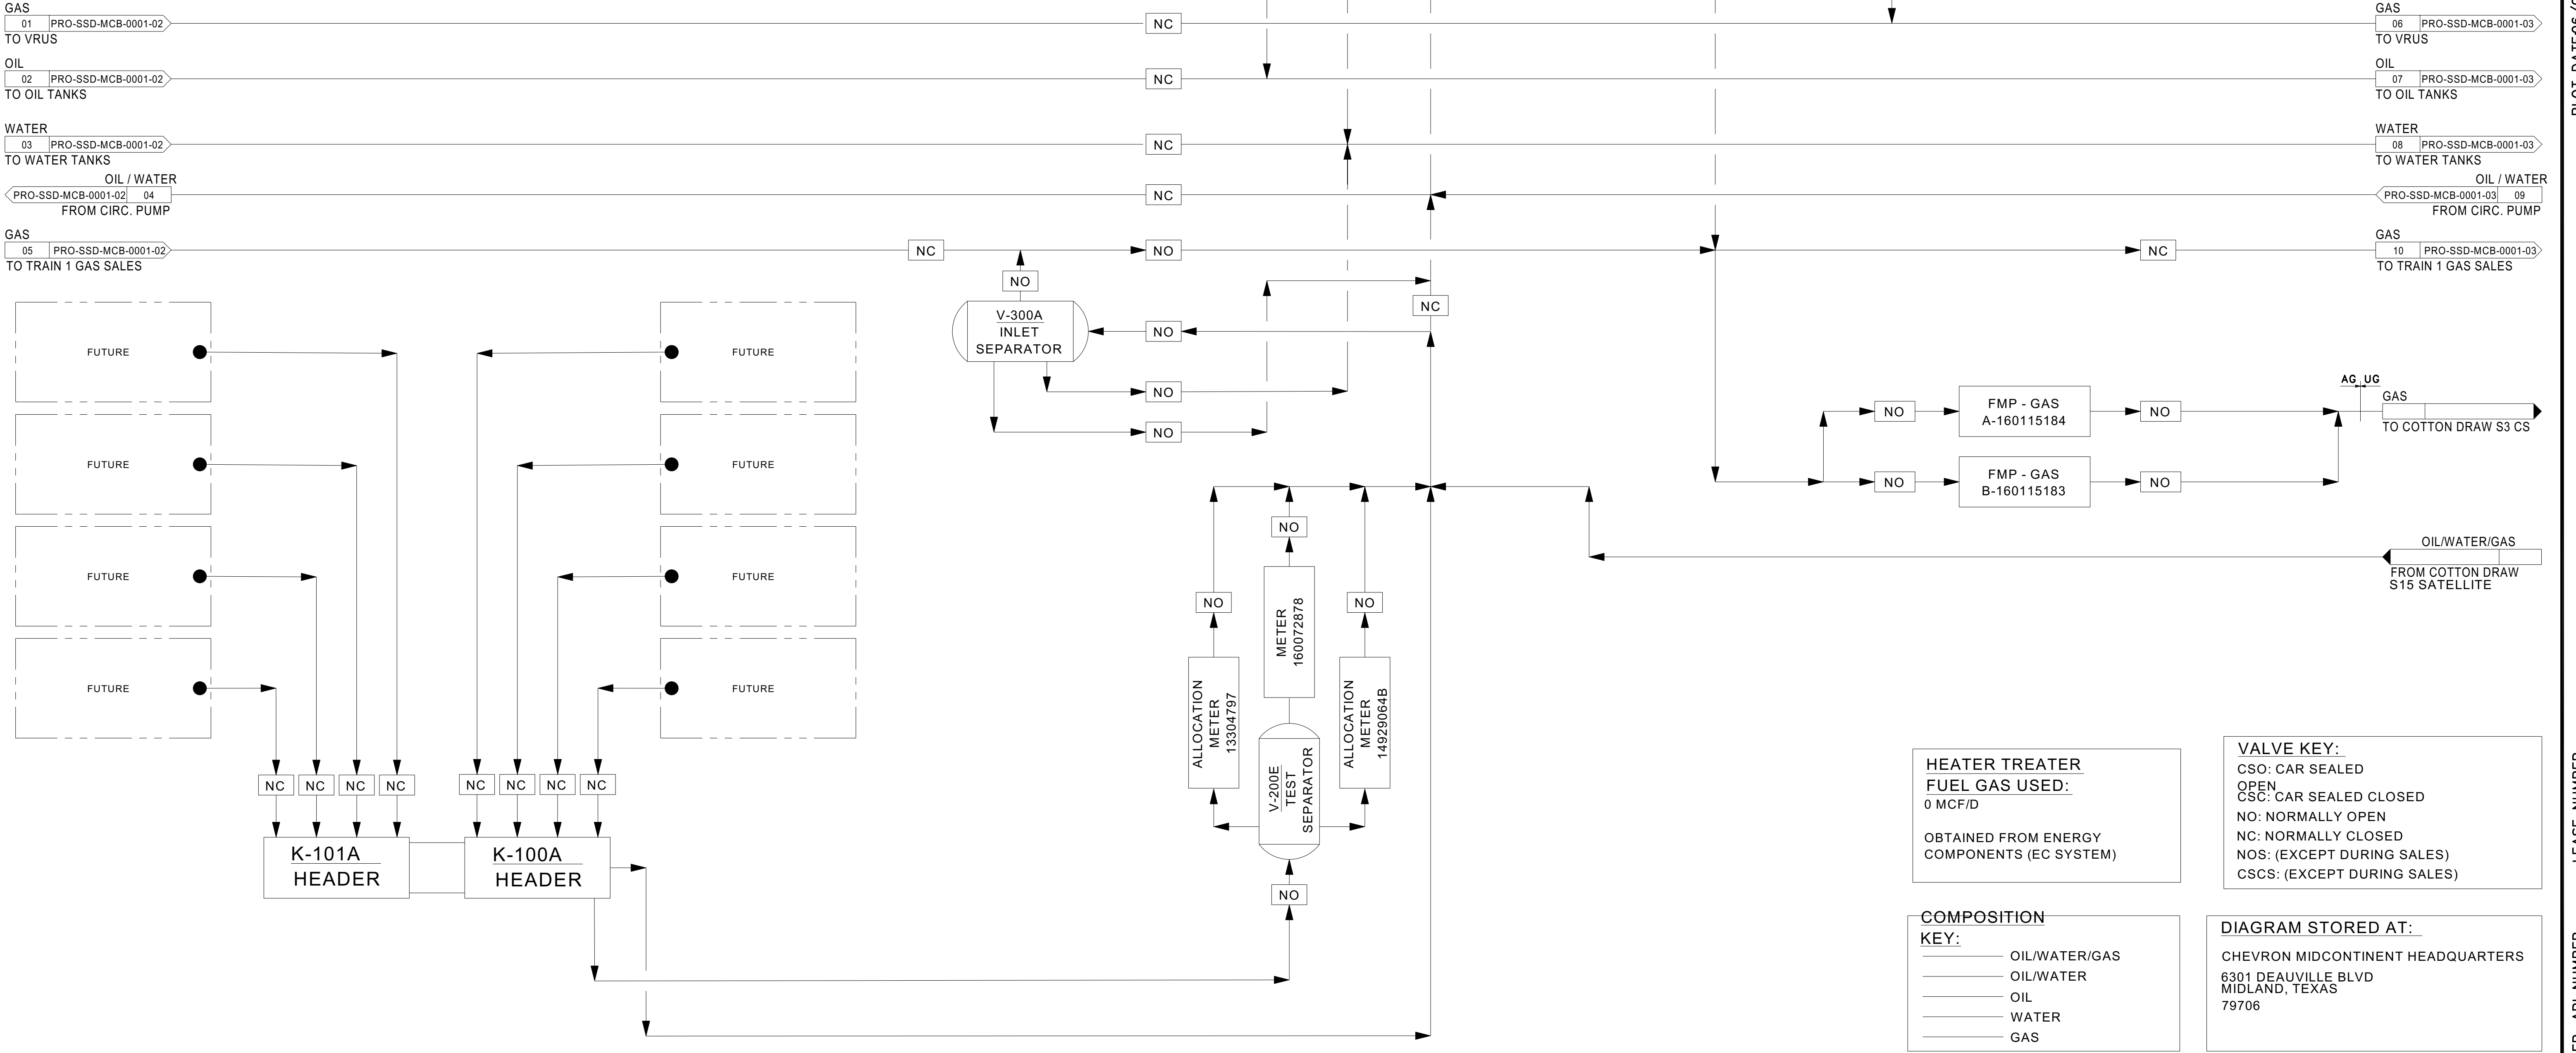 GAS
01 PRO-SSD-MCB-0001-02
TO VRUS
NC
GAS
06 PRO-SSD-MCB-0001-03
TO VRUS
OIL
02 PRO-SSD-MCB-0001-02
TO OIL TANKS
NC
OIL
07 PRO-SSD-MCB-0001-03
TO OIL TANKS
WATER
03 PRO-SSD-MCB-0001-02
TO WATER TANKS
NC
WATER
08 PRO-SSD-MCB-0001-03
TO WATER TANKS
OIL / WATER
PRO-SSD-MCB-0001-02 04
FROM CIRC. PUMP
NC
OIL / WATER
PRO-SSD-MCB-0001-03 09
FROM CIRC. PUMP
GAS
05 PRO-SSD-MCB-0001-02
TO TRAIN 1 GAS SALES
NC
NO
NC
GAS
10 PRO-SSD-MCB-0001-03
TO TRAIN 1 GAS SALES
NO
V-300A
INLET
SEPARATOR
NO
NO
NO
NC
FUTURE
FUTURE
FUTURE
FUTURE
FUTURE
FUTURE
FUTURE
FUTURE
NC NC NC NC
NC NC NC NC
K-101A
HEADER
K-100A
HEADER
NO
NO
NO
ALLOCATION
METER
13304797
METER
160072878
ALLOCATION
METER
14929064B
V-200E
TEST
SEPARATOR
NO
NO
FMP - GAS
A-160115184
NO
NO
FMP - GAS
B-160115183
NO
AG UG
GAS
TO COTTON DRAW S3 CS
OIL/WATER/GAS
FROM COTTON DRAW
S15 SATELLITE
HEATER TREATER
FUEL GAS USED:
0 MCF/D
OBTAINED FROM ENERGY
COMPONENTS (EC SYSTEM)
VALVE KEY:
CSO: CAR SEALED
OPEN
CSC: CAR SEALED CLOSED
NO: NORMALLY OPEN
NC: NORMALLY CLOSED
NOS: (EXCEPT DURING SALES)
CSCS: (EXCEPT DURING SALES)
COMPOSITION
KEY:
OIL/WATER/GAS
OIL/WATER
OIL
WATER
GAS
DIAGRAM STORED AT:
CHEVRON MIDCONTINENT HEADQUARTERS
6301 DEAUVILLE BLVD
MIDLAND, TEXAS
79706